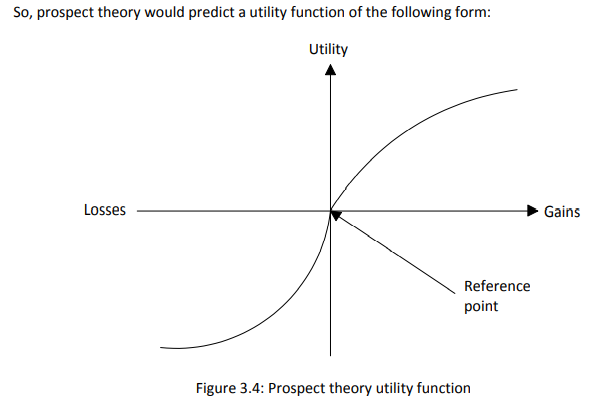 So, prospect theory would predict a utility function of the following form:
Utility
Losses
Gains
Reference
point
Figure 3.4: Prospect theory utility function